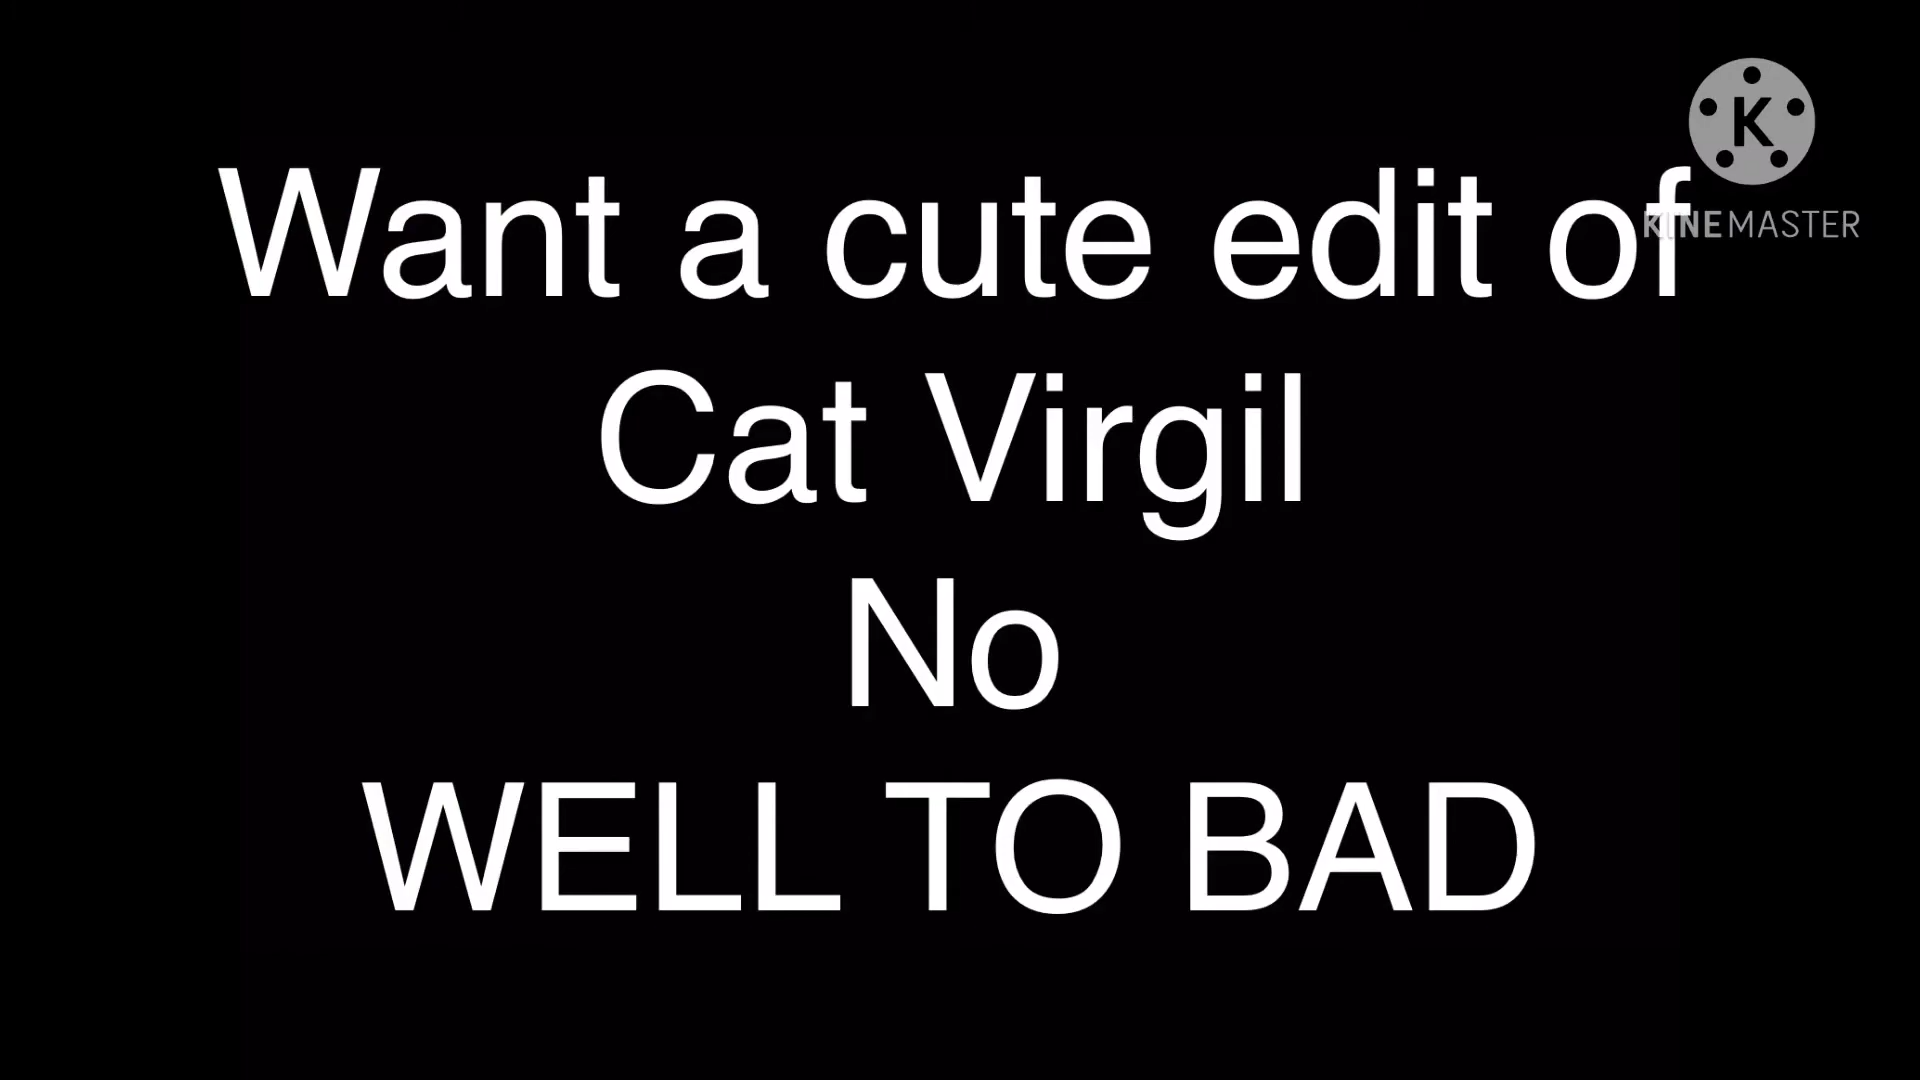 Want a cute edit of
Cat Virgil
No
WELL TO BAD
K
KINEMASTER